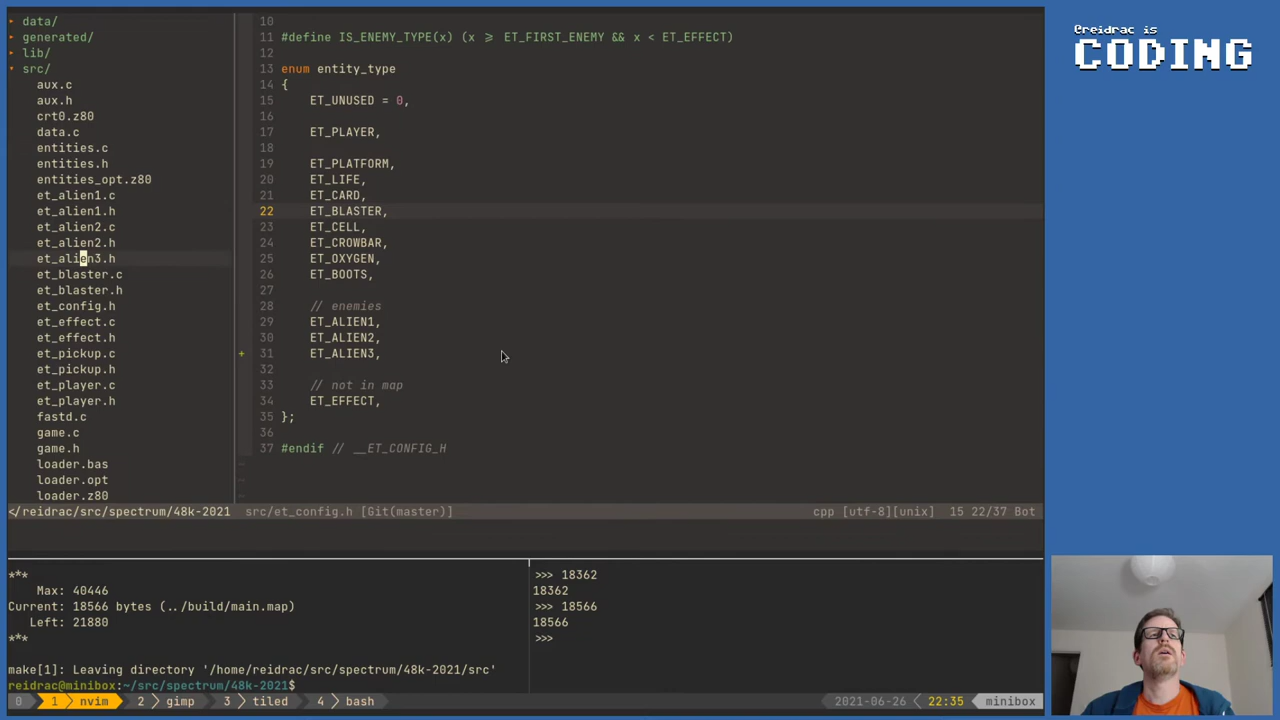 data/
generated/
lib/
src/
aux.c
aux.h
crt0.z80
data.c
entities.c
entities.h
entities_opt.z80
et_alien1.c
et_alien1.h
et_alien2.c
et_alien2.h
et_alien3.h
et_blaster.c
et_blaster.h
et_config.h
et_effect.c
et_effect.h
et_pickup.c
et_pickup.h
et_player.c
et_player.h
fastd.c
game.c
game.h
loader.bas
loader.opt
loader.z80
</reidrac/src/spectrum/48k-2021
10
11 #define IS_ENEMY_TYPE(x) (x ⩾ ET_FIRST_ENEMY && x < ET_EFFECT)
12
13 enum entity_type
14 {
15 ET_UNUSED = 0,
16
17 ET_PLAYER,
18
19 ET_PLATFORM,
20 ET_LIFE,
21 ET_CARD,
22 ET_BLASTER,
23 ET_CELL,
24 ET_CROWBAR,
25 ET_OXYGEN,
26 ET_BOOTS,
27
28 // enemies
29 ET_ALIEN1,
30 ET_ALIEN2,
+ 31 ET_ALIEN3,
32
33 // not in map
34 ET_EFFECT,
35 };
36
37 #endif // __ET_CONFIG_H
~
~
~
src/et_config.h [Git(master)] cpp [utf-8][unix] 15 22/37 Bot
***
Max: 40446
Current: 18566 bytes (../build/main.map)
Left: 21880
***
make[1]: Leaving directory '/home/reidrac/src/spectrum/48k-2021/src'
reidrac@minibox:~/src/spectrum/48k-2021$
>>> 18362
18362
>>> 18566
18566
>>>
0 1 nvim 2 gimp 3 tiled 4 bash 2021-06-26 22:35 minibox
@reidrac is
CODING